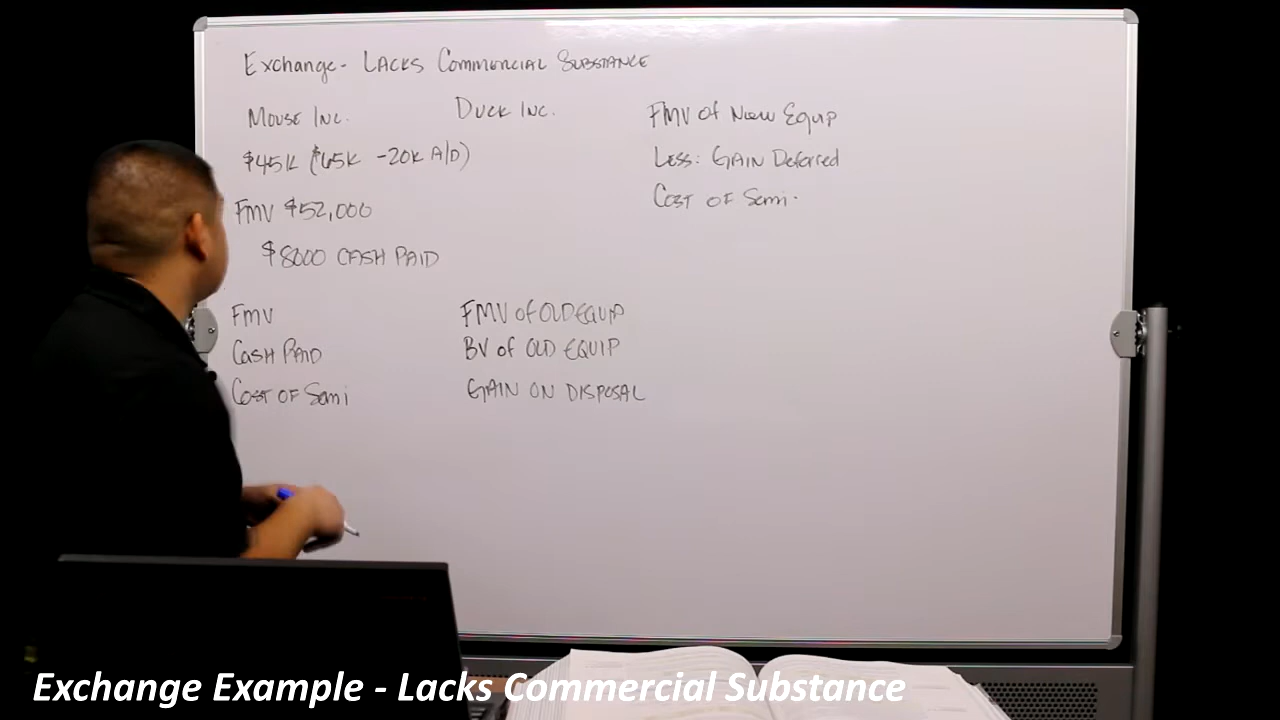 Exchange - LACKS COMMERCIAL SUBSTANCE
MOUSE INC.
DUCK INC.
$45K ($65K -20K A/D)
FMV $52,000
$8000 CASH PAID
FMV
CASH PAID
COST OF Semi
FMV of OLD EQUIP
BV of OLD EQUIP
GAIN ON DISPOSAL
FMV of New Equip
LESS: GAIN Deferred
COST OF Semi.
Exchange Example - Lacks Commercial Substance